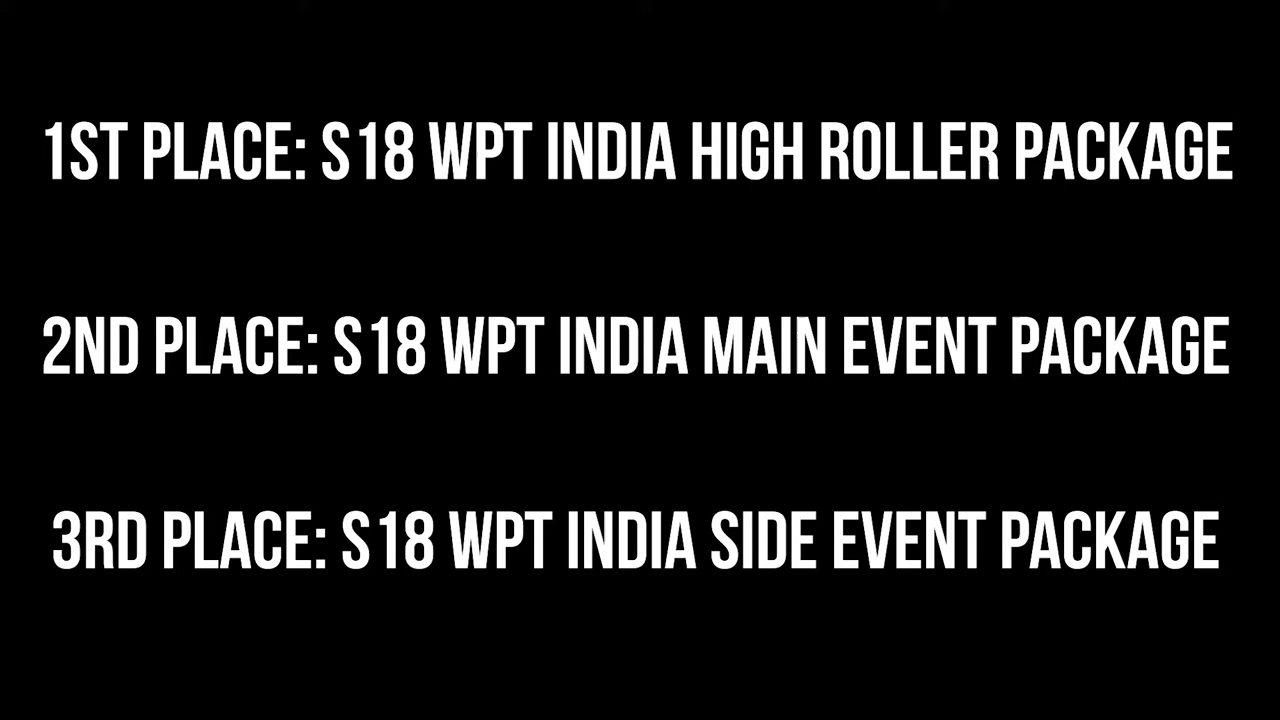 1ST PLACE: S18 WPT INDIA HIGH ROLLER PACKAGE
2ND PLACE: S18 WPT INDIA MAIN EVENT PACKAGE
3RD PLACE: S18 WPT INDIA SIDE EVENT PACKAGE